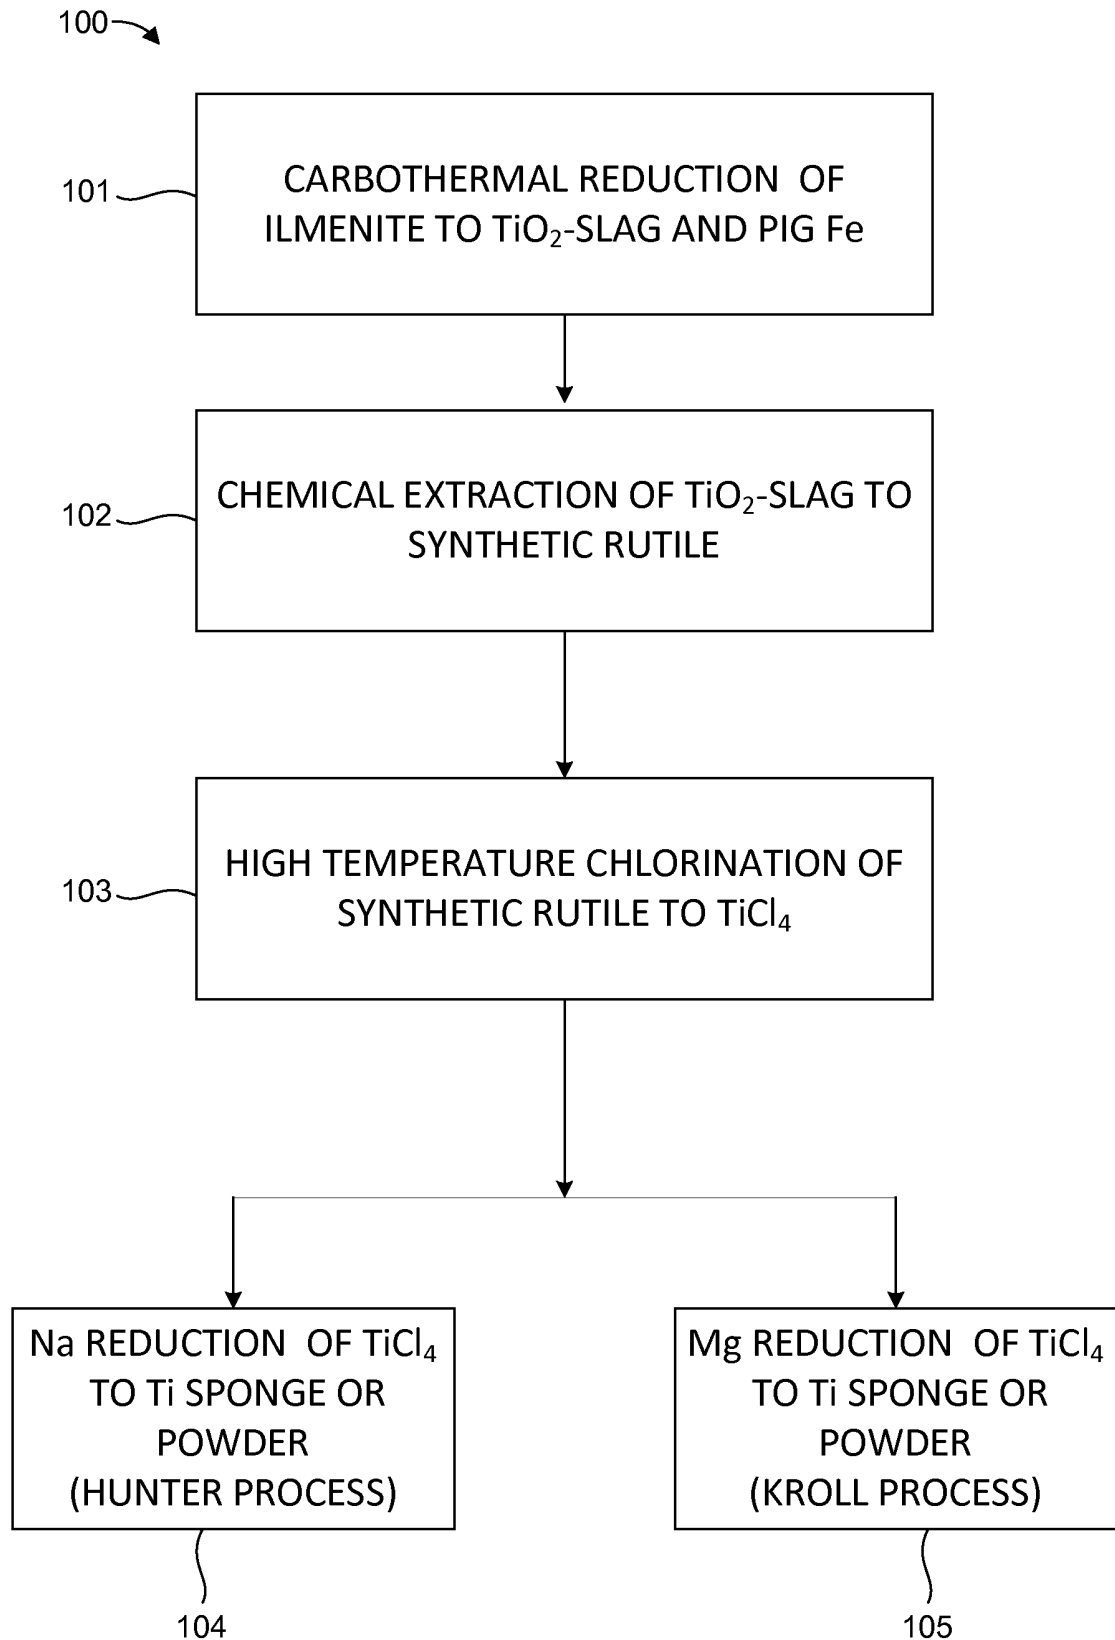 100
101
CARBOTHERMAL REDUCTION OF
ILMENITE TO TiO₂-SLAG AND PIG Fe
102
CHEMICAL EXTRACTION OF TiO₂-SLAG TO
SYNTHETIC RUTILE
103
HIGH TEMPERATURE CHLORINATION OF
SYNTHETIC RUTILE TO TiCl₄
Na REDUCTION OF TiCl₄
TO Ti SPONGE OR
POWDER
(HUNTER PROCESS)
104
Mg REDUCTION OF TiCl₄
TO Ti SPONGE OR
POWDER
(KROLL PROCESS)
105